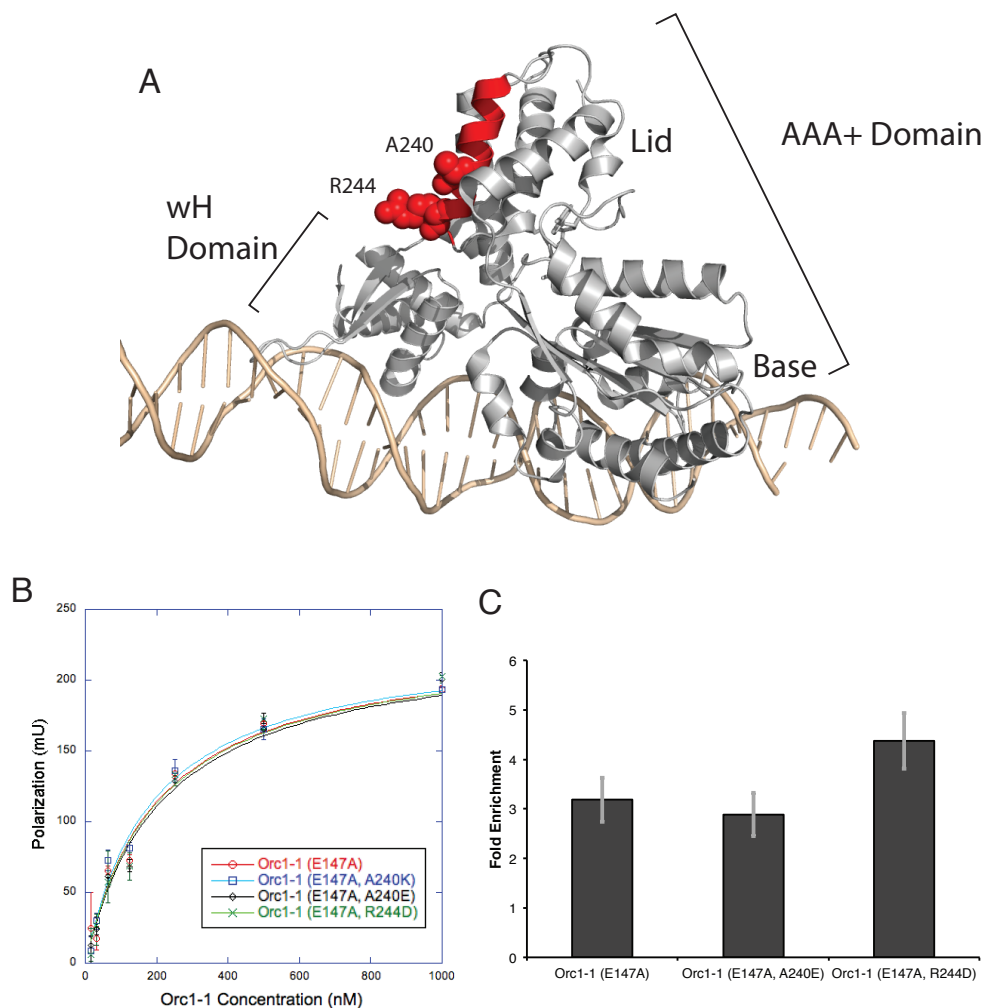 A
A240
R244
Lid
AAA+ Domain
wH
Domain
Base
B
Polarization (mU)
250
200
150
100
50
0
0
200
400
600
800
1000
Orc1-1 Concentration (nM)
Orc1-1 (E147A)
Orc1-1 (E147A, A240K)
Orc1-1 (E147A, A240E)
Orc1-1 (E147A, R244D)
C
Fold Enrichment
6
5
4
3
2
1
0
Orc1-1 (E147A)
Orc1-1 (E147A, A240E)
Orc1-1 (E147A, R244D)